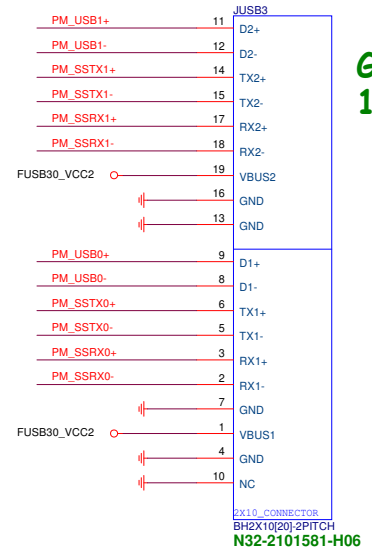 JUSB3
PM_USB1+ 11 D2+
PM_USB1- 12 D2-
PM_SSTX1+ 14 TX2+
PM_SSTX1- 15 TX2-
PM_SSRX1+ 17 RX2+
PM_SSRX1- 18 RX2-
FUSB30_VCC2 19 VBUS2
16 GND
13 GND
PM_USB0+ 9 D1+
PM_USB0- 8 D1-
PM_SSTX0+ 6 TX1+
PM_SSTX0- 5 TX1-
PM_SSRX0+ 3 RX1+
PM_SSRX0- 2 RX1-
7 GND
FUSB30_VCC2 1 VBUS1
4 GND
10 NC
2X10_CONNECTOR
BH2X10[20]-2PITCH
N32-2101581-H06